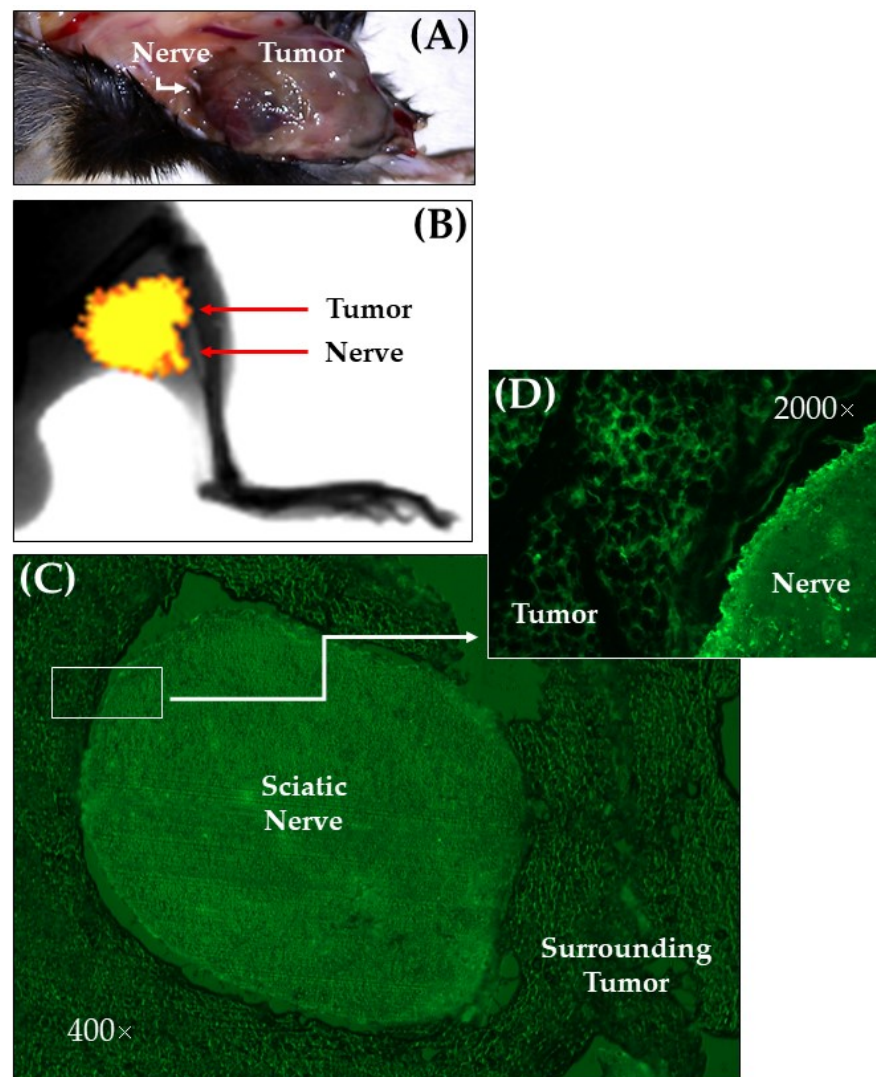 (A)
Nerve
Tumor
(B)
Tumor
Nerve
(D)
2000×
Tumor
Nerve
(C)
Sciatic
Nerve
Surrounding
Tumor
400×